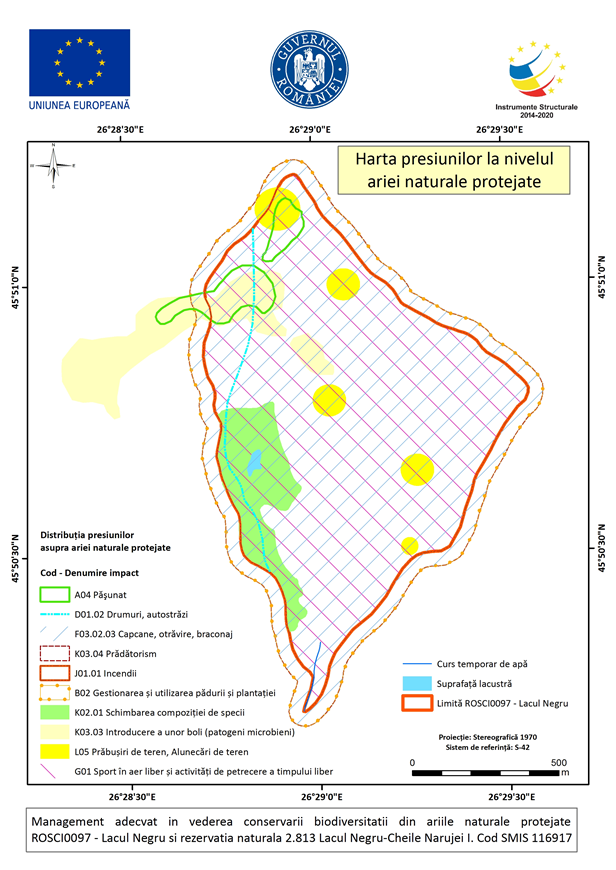 UNIUNEA EUROPEANĂ
GUVERNUL ROMÂNIEI
Instrumente Structurale
2014-2020
26°28'30"E
26°29'0"E
26°29'30"E
N
E
S
Harta presiunilor la nivelul
ariei naturale protejate
45°51'0"N
45°51'0"N
45°50'30"N
45°50'30"N
Distribuția presiunilor
asupra ariei naturale protejate
Cod - Denumire impact
A04 Pășunat
D01.02 Drumuri, autostrăzi
F03.02.03 Capcane, otrăvire, braconaj
K03.04 Prădătorism
J01.01 Incendii
B02 Gestionarea și utilizarea pădurii și plantației
K02.01 Schimbarea compoziției de specii
K03.03 Introducere a unor boli (patogeni microbieni)
L05 Prăbușiri de teren, Alunecări de teren
G01 Sport în aer liber și activități de petrecere a timpului liber
Curs temporar de apă
Suprafață lacustră
Limită ROSCI0097 - Lacul Negru
Proiecție: Stereografică 1970
Sistem de referință: S-42
0 500
m
26°28'30"E
26°29'0"E
26°29'30"E
Management adecvat in vederea conservarii biodiversitatii din ariile naturale protejate
ROSCI0097 - Lacul Negru si rezervatia naturala 2.813 Lacul Negru-Cheile Narujei I. Cod SMIS 116917